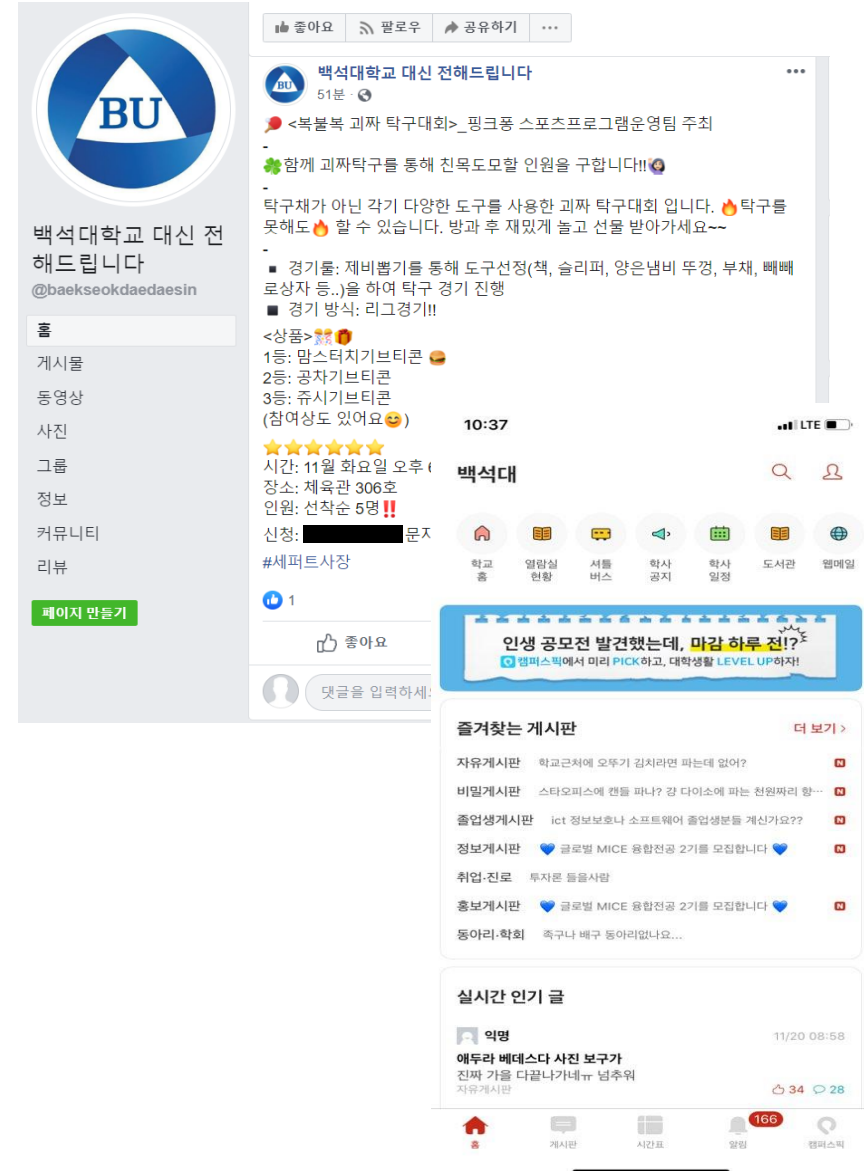 BU
백석대학교 대신 전
해드립니다
@baekseokdaedaesin
홈
게시물
동영상
사진
그룹
정보
커뮤니티
리뷰
페이지 만들기
좋아요 팔로우 공유하기 ...
BU
백석대학교 대신 전해드립니다
51분 ·
🏓 <복불복 괴짜 탁구대회>_핑크퐁 스포츠프로그램운영팀 주최
-
🍀함께 괴짜탁구를 통해 친목도모할 인원을 구합니다!!🙋🏻‍♀️
-
탁구채가 아닌 각기 다양한 도구를 사용한 괴짜 탁구대회 입니다. 🔥탁구를
못해도🔥 할 수 있습니다. 방과 후 재밌게 놀고 선물 받아가세요~~
-
▪ 경기룰: 제비뽑기를 통해 도구선정(책, 슬리퍼, 양은냄비 뚜껑, 부채, 빼빼
로상자 등..)을 하여 탁구 경기 진행
◾ 경기 방식: 리그경기!!
<상품>🎊🎁
1등: 맘스터치기브티콘 🍔
2등: 공차기브티콘
3등: 쥬시기브티콘
(참여상도 있어요😊)
⭐⭐⭐⭐⭐⭐
시간: 11월 화요일 오후
장소: 체육관 306호
인원: 선착순 5명‼️
신청: 문자
#세퍼트사장
1
좋아요
댓글을 입력하세
10:37 LTE
백석대
학교
홈
열람실
현황
셔틀
버스
학사
공지
학사
일정
도서관
웹메일
인생 공모전 발견했는데, 마감 하루 전!?
캠퍼스픽에서 미리 PICK하고, 대학생활 LEVEL UP하자!
즐겨찾는 게시판 더 보기 >
자유게시판 학교근처에 오뚜기 김치라면 파는데 없어? N
비밀게시판 스타오피스에 캔들 파나? 걍 다이소에 파는 천원짜리 향… N
졸업생게시판 ict 정보보호나 소프트웨어 졸업생분들 계신가요?? N
정보게시판 💙 글로벌 MICE 융합전공 2기를 모집합니다 💙 N
취업·진로 투자론 들을사람
홍보게시판 💙 글로벌 MICE 융합전공 2기를 모집합니다 💙 N
동아리·학회 족구나 배구 동아리없나요...
실시간 인기 글
익명 11/20 08:58
애두라 베데스다 사진 보구가
진짜 가을 다끝나가네ㅠ 넘추워
자유게시판 34 28
166
홈 게시판 시간표 알림 캠퍼스픽